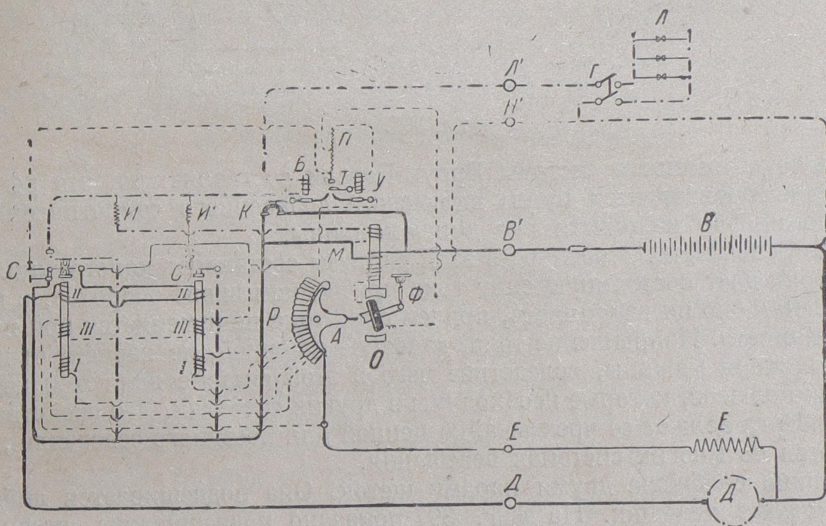 Л
Л'
Г
Н'
П
Б
Т
У
И
И'
К
В'
В
М
С
С
II
II
Ф
III
III
Р
А
I
I
О
Е
Е
Д
Д